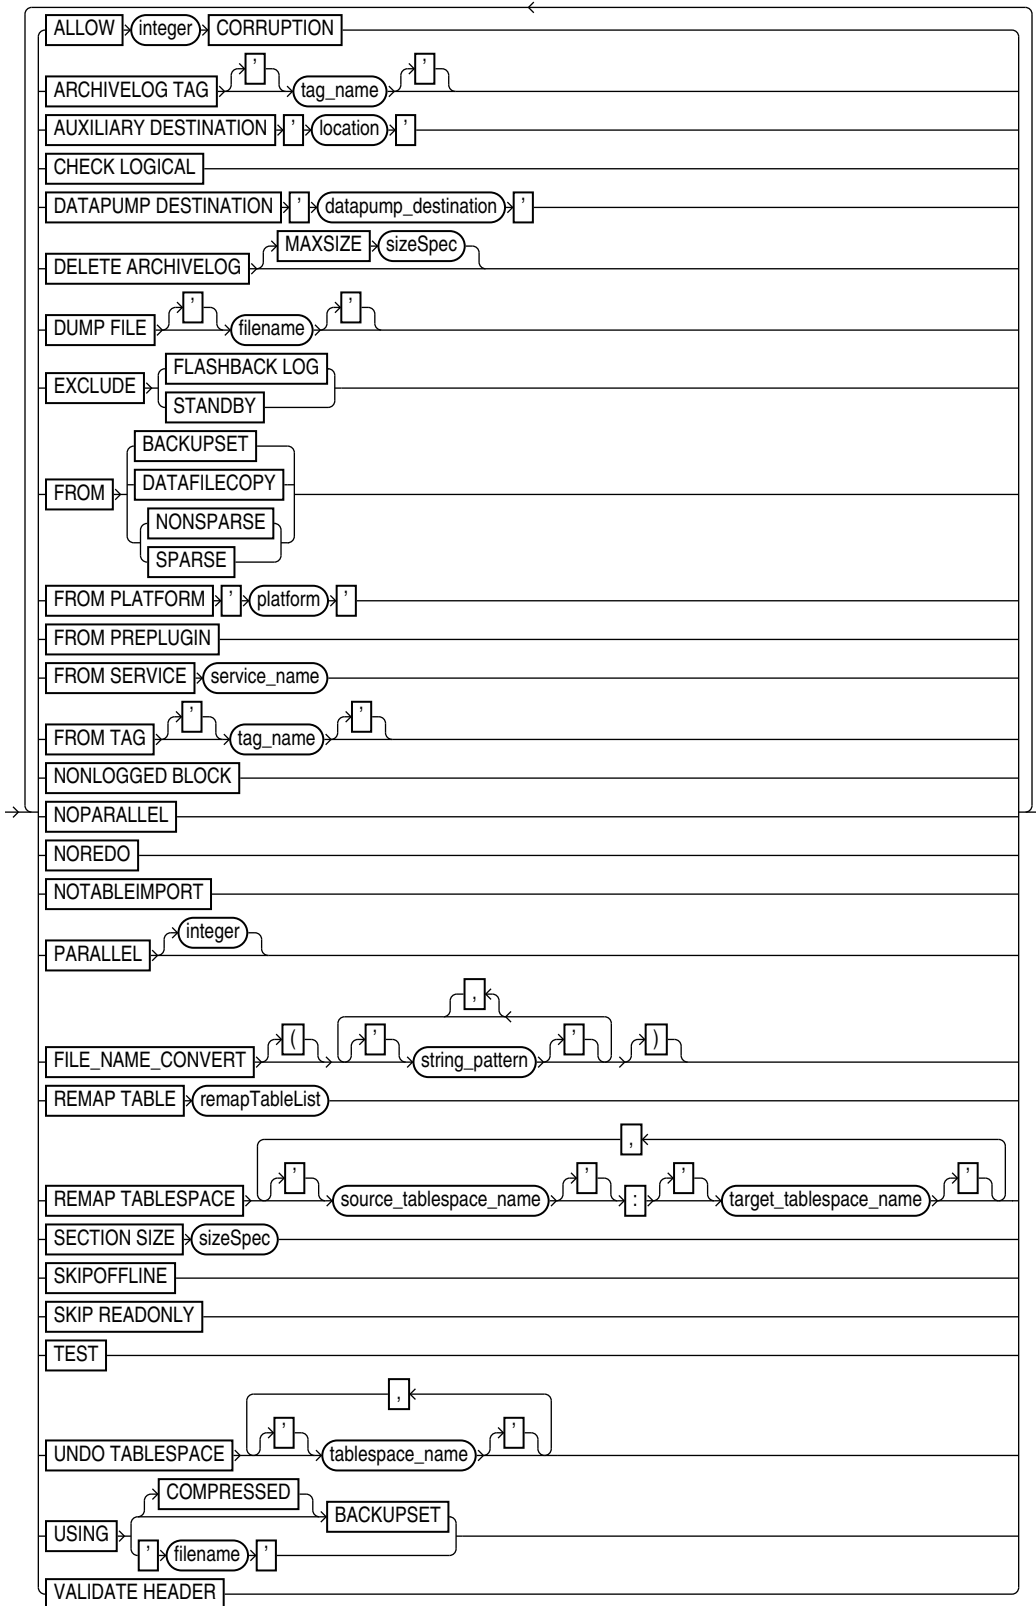 ALLOW integer CORRUPTION
' '
ARCHIVELOG TAG tag_name
AUXILIARY DESTINATION ' location '
CHECK LOGICAL
DATAPUMP DESTINATION ' datapump_destination '
MAXSIZE sizeSpec
DELETE ARCHIVELOG
' '
DUMP FILE filename
FLASHBACK LOG
EXCLUDE
STANDBY
BACKUPSET
DATAFILECOPY
FROM
NONSPARSE
SPARSE
FROM PLATFORM ' platform '
FROM PREPLUGIN
FROM SERVICE service_name
' '
FROM TAG tag_name
NONLOGGED BLOCK
NOPARALLEL
NOREDO
NOTABLEIMPORT
integer
PARALLEL
,
( ' ' )
FILE_NAME_CONVERT string_pattern
REMAP TABLE remapTableList
,
' ' ' '
REMAP TABLESPACE source_tablespace_name : target_tablespace_name
SECTION SIZE sizeSpec
SKIPOFFLINE
SKIP READONLY
TEST
,
' '
UNDO TABLESPACE tablespace_name
COMPRESSED
BACKUPSET
USING
' filename '
VALIDATE HEADER